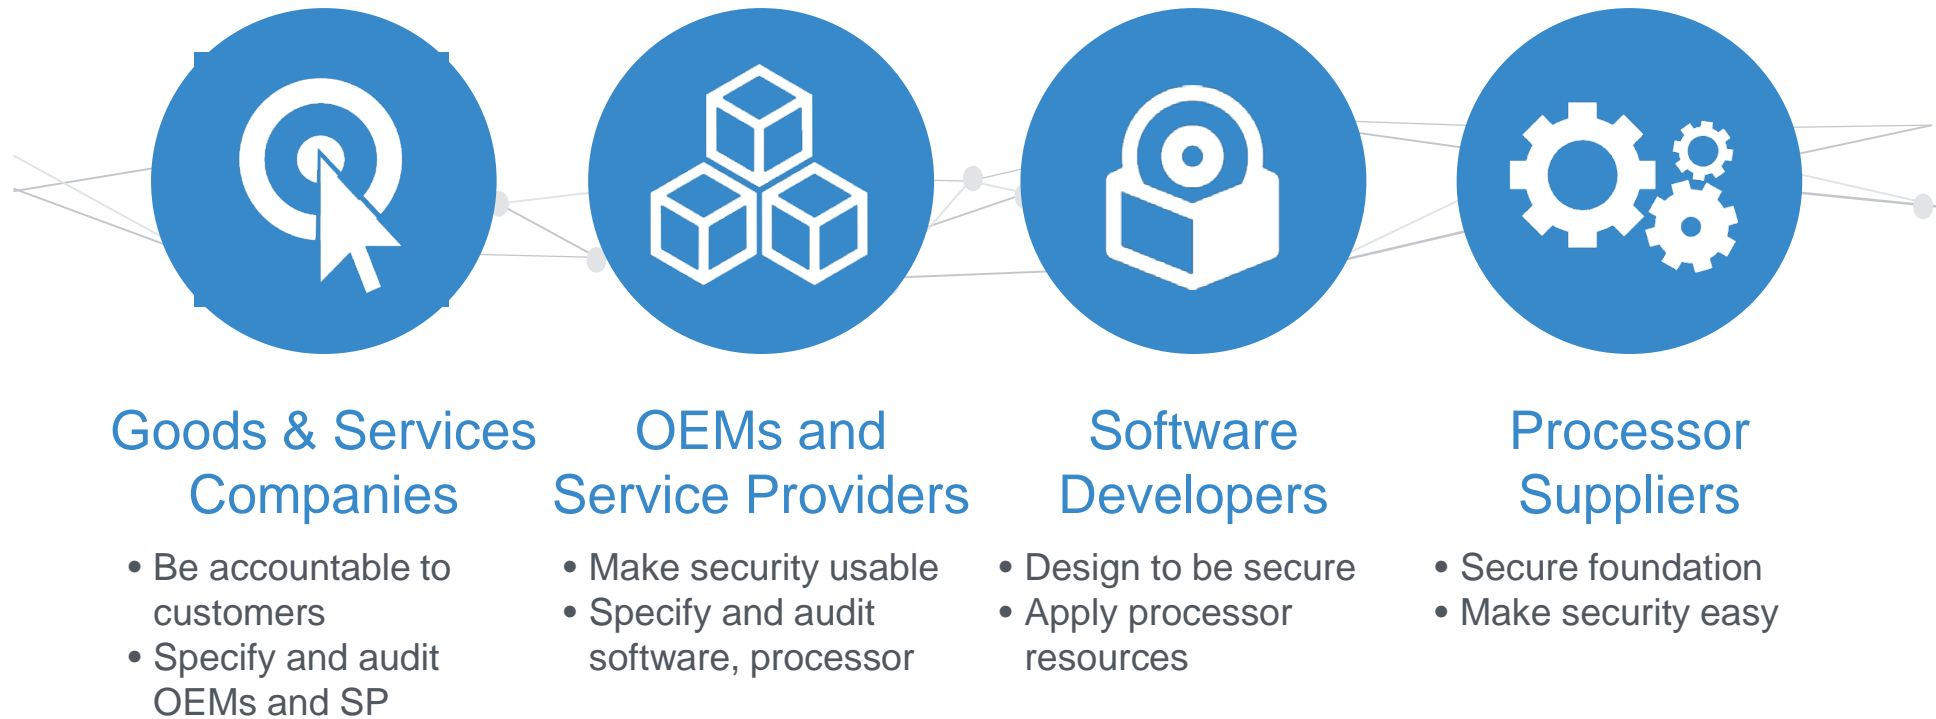 Goods & Services
Companies
• Be accountable to
customers
• Specify and audit
OEMs and SP
OEMs and
Service Providers
• Make security usable
• Specify and audit
software, processor
Software
Developers
• Design to be secure
• Apply processor
resources
Processor
Suppliers
• Secure foundation
• Make security easy